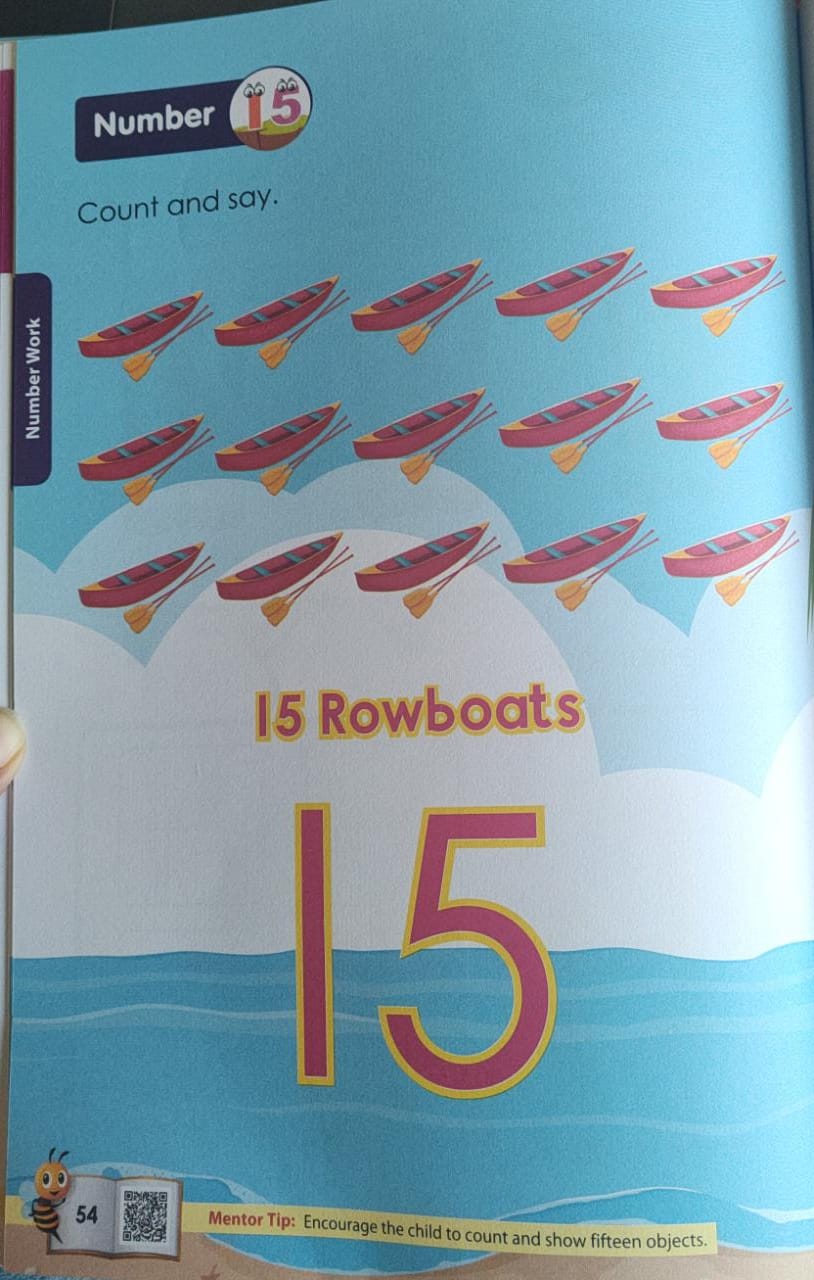 Number 15
Count and say.
Number Work
15 Rowboats
15
54
Mentor Tip: Encourage the child to count and show fifteen objects.